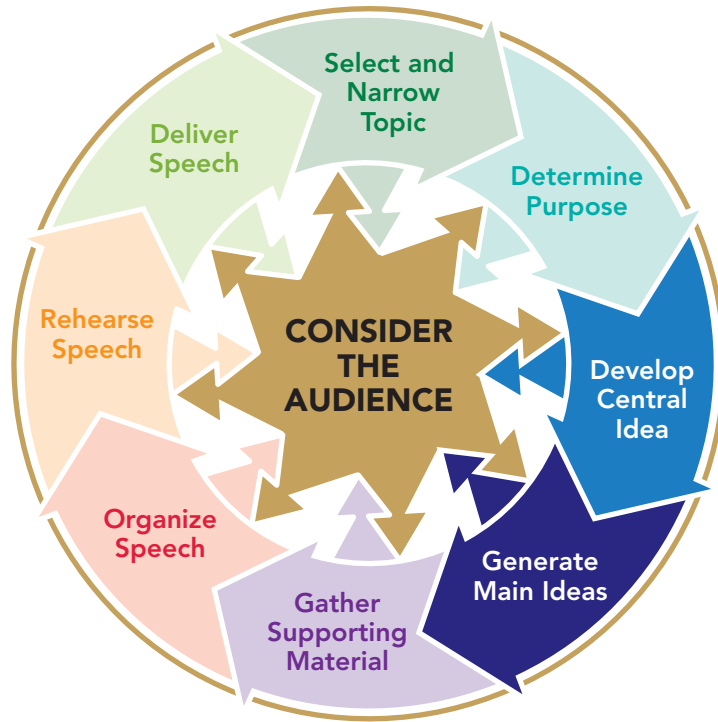 Select and
Narrow
Topic
Determine
Purpose
Develop
Central
Idea
Generate
Main Ideas
Gather
Supporting
Material
Organize
Speech
Rehearse
Speech
Deliver
Speech
CONSIDER
THE
AUDIENCE